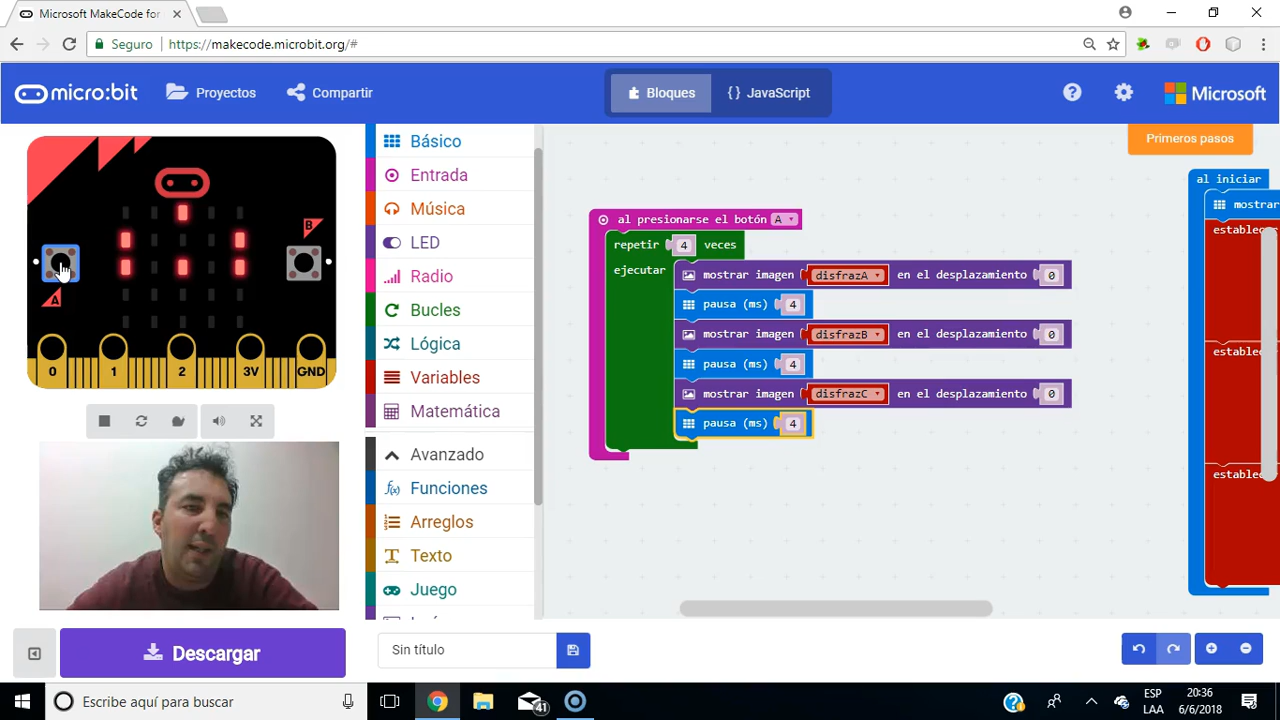 Microsoft MakeCode for
Seguro
https://makecode.microbit.org/#
micro:bit
Proyectos
Compartir
Bloques
{ } JavaScript
Microsoft
Primeros pasos
A
B
0
1
2
3V
GND
Descargar
Básico
Entrada
Música
LED
Radio
Bucles
Lógica
Variables
Matemática
Avanzado
Funciones
Arreglos
Texto
Juego
al presionarse el botón A
repetir 4 veces
ejecutar
mostrar imagen disfrazA en el desplazamiento 0
pausa (ms) 4
mostrar imagen disfrazB en el desplazamiento 0
pausa (ms) 4
mostrar imagen disfrazC en el desplazamiento 0
pausa (ms) 4
al iniciar
mostrar
establec
establec
establec
Sin título
Escribe aquí para buscar
41
ESP
LAA
20:36
6/6/2018